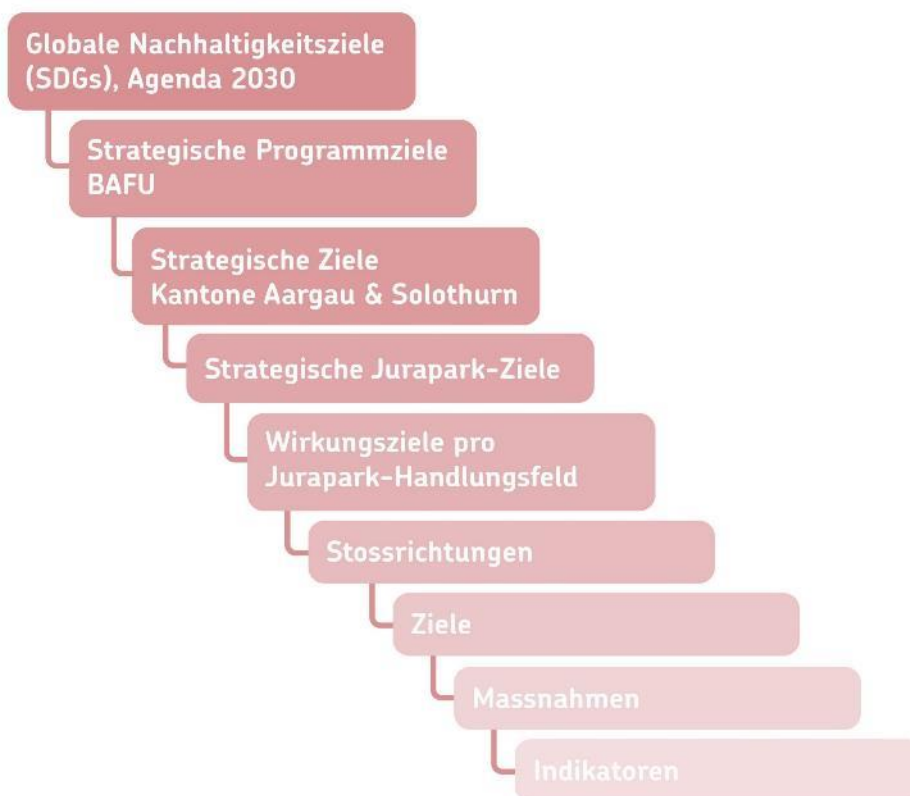 Globale Nachhaltigkeitsziele
(SDGs), Agenda 2030
Strategische Programmziele
BAFU
Strategische Ziele
Kantone Aargau & Solothurn
Strategische Jurapark-Ziele
Wirkungsziele pro
Jurapark-Handlungsfeld
Stossrichtungen
Ziele
Massnahmen
Indikatoren